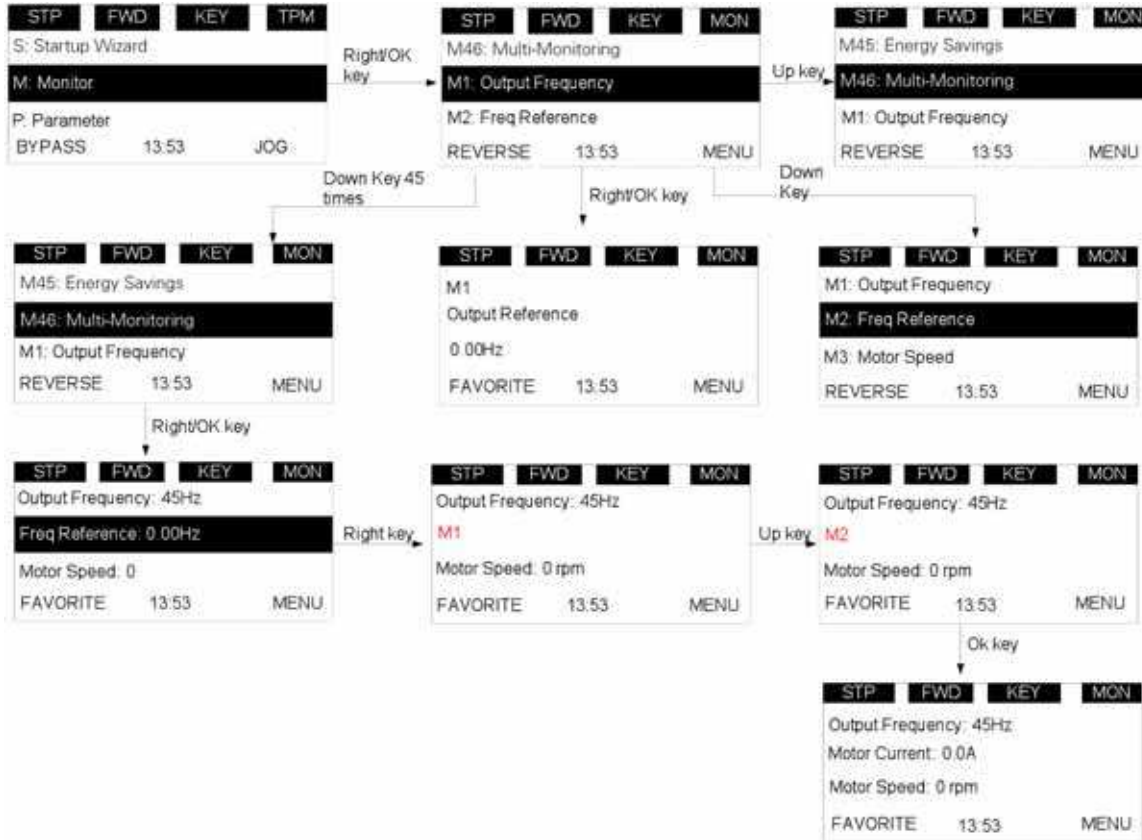 STP FWD KEY TPM
S: Startup Wizard
M: Monitor
P: Parameter
BYPASS 13:53 JOG
Right/OK
key
STP FWD KEY MON
M46: Multi-Monitoring
M1: Output Frequency
M2: Freq Reference
REVERSE 13:53 MENU
Up key
STP FWD KEY MON
M45: Energy Savings
M46: Multi-Monitoring
M1: Output Frequency
REVERSE 13:53 MENU
Down Key 45
times
Right/OK key
Down
Key
STP FWD KEY MON
M45: Energy Savings
M46: Multi-Monitoring
M1: Output Frequency
REVERSE 13:53 MENU
STP FWD KEY MON
M1
Output Reference
0.00Hz
FAVORITE 13:53 MENU
STP FWD KEY MON
M1: Output Frequency
M2: Freq Reference
M3: Motor Speed
REVERSE 13:53 MENU
Right/OK key
STP FWD KEY MON
Output Frequency: 45Hz
Freq Reference: 0.00Hz
Motor Speed: 0
FAVORITE 13:53 MENU
Right key
STP FWD KEY MON
Output Frequency: 45Hz
M1
Motor Speed: 0 rpm
FAVORITE 13:53 MENU
Up key
STP FWD KEY MON
Output Frequency: 45Hz
M2
Motor Speed: 0 rpm
FAVORITE 13:53 MENU
Ok key
STP FWD KEY MON
Output Frequency: 45Hz
Motor Current: 0.0A
Motor Speed: 0 rpm
FAVORITE 13:53 MENU